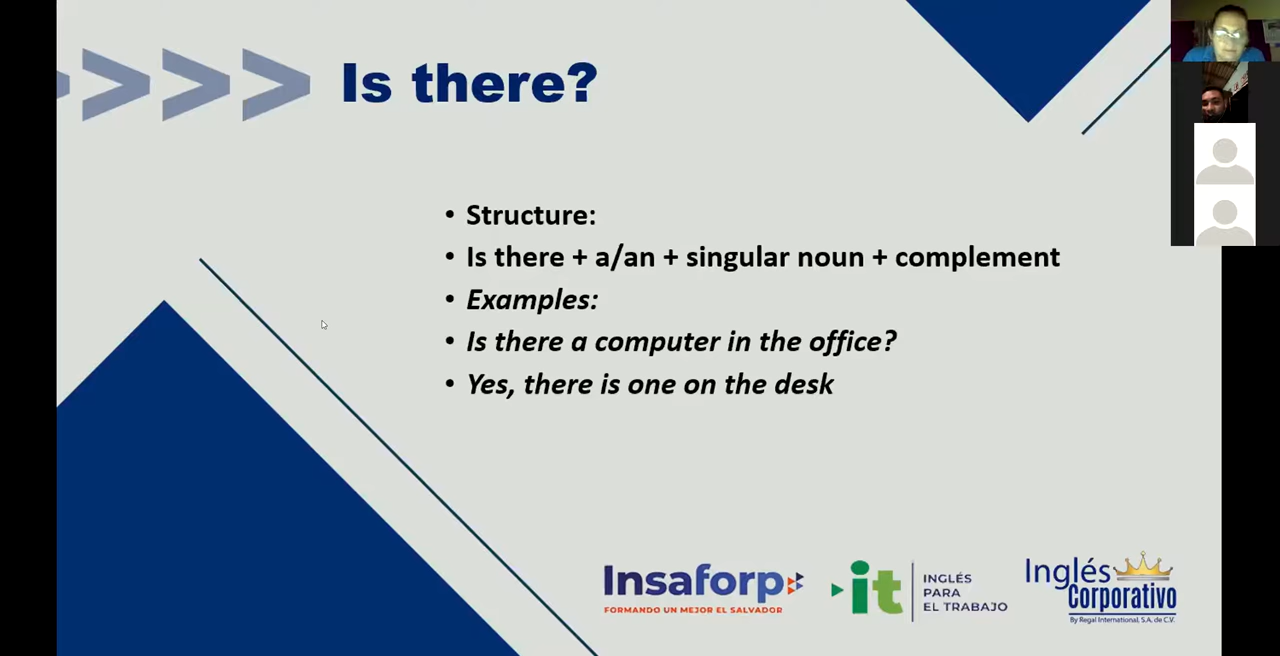 Is there?
• Structure:
• Is there + a/an + singular noun + complement
• Examples:
• Is there a computer in the office?
• Yes, there is one on the desk
Insaforp
FORMANDO UN MEJOR EL SALVADOR
it
INGLÉS
PARA
EL TRABAJO
Inglés
Corporativo
By Regal International, S.A. de C.V.